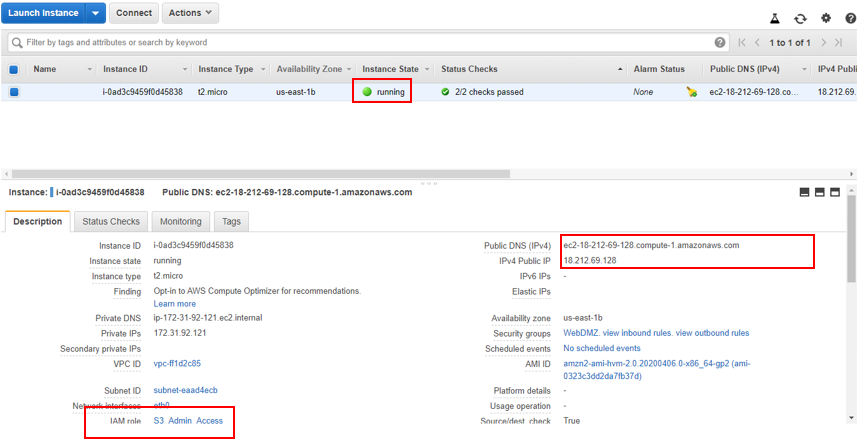 Launch Instance Connect Actions
Filter by tags and attributes or search by keyword 1 to 1 of 1
Name Instance ID Instance Type Availability Zone Instance State Status Checks Alarm Status Public DNS (IPv4) IPv4 Publi
i-0ad3c9459f0d45838 t2.micro us-east-1b running 2/2 checks passed None ec2-18-212-69-128.co... 18.212.69.
Instance: i-0ad3c9459f0d45838 Public DNS: ec2-18-212-69-128.compute-1.amazonaws.com
Description Status Checks Monitoring Tags
Instance ID i-0ad3c9459f0d45838 Public DNS (IPv4) ec2-18-212-69-128.compute-1.amazonaws.com
Instance state running IPv4 Public IP 18.212.69.128
Instance type t2.micro IPv6 IPs -
Finding Opt-in to AWS Compute Optimizer for recommendations. Elastic IPs
Learn more
Private DNS ip-172-31-92-121.ec2.internal Availability zone us-east-1b
Private IPs 172.31.92.121 Security groups WebDMZ. view inbound rules. view outbound rules
Secondary private IPs Scheduled events No scheduled events
VPC ID vpc-ff1d2c85 AMI ID amzn2-ami-hvm-2.0.20200406.0-x86_64-gp2 (ami-
0323c3dd2da7fb37d)
Subnet ID subnet-eaad4ecb Platform details -
Network interfaces eth0 Usage operation -
IAM role S3_Admin_Access Source/dest. check True